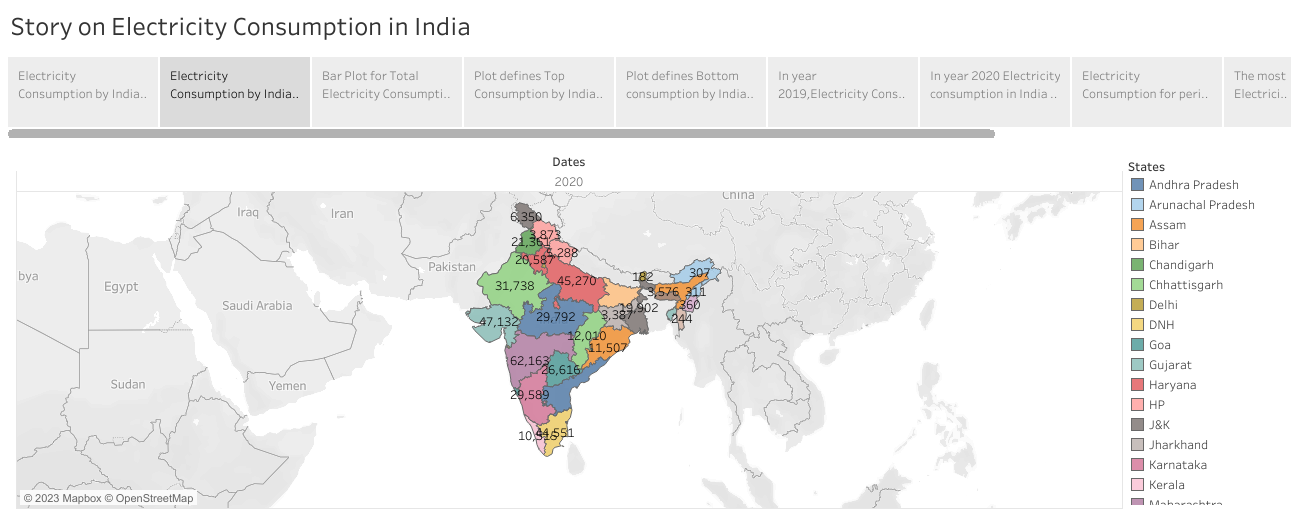 Story on Electricity Consumption in India
Electricity
Consumption by India..
Electricity
Consumption by India..
Bar Plot for Total
Electricity Consumpti..
Plot defines Top
Consumption by India..
Plot defines Bottom
consumption by India..
In year
2019,Electricity Cons..
In year 2020 Electricity
consumption in India ..
Electricity
Consumption for peri..
The most
Electrici..
Dates
2020
China
Iraq
Iran
6,350
3,873
21,361
5,288
20,587
Pakistan
bya
Egypt
31,738
45,270
182
307
3,576
311
Saudi Arabia
360
19,902
3,387
244
47,132
29,792
12,010
11,507
62,163
26,616
Sudan
Yemen
29,589
10,515
44,551
© 2023 Mapbox © OpenStreetMap
States
Andhra Pradesh
Arunachal Pradesh
Assam
Bihar
Chandigarh
Chhattisgarh
Delhi
DNH
Goa
Gujarat
Haryana
HP
J&K
Jharkhand
Karnataka
Kerala
Maharashtra